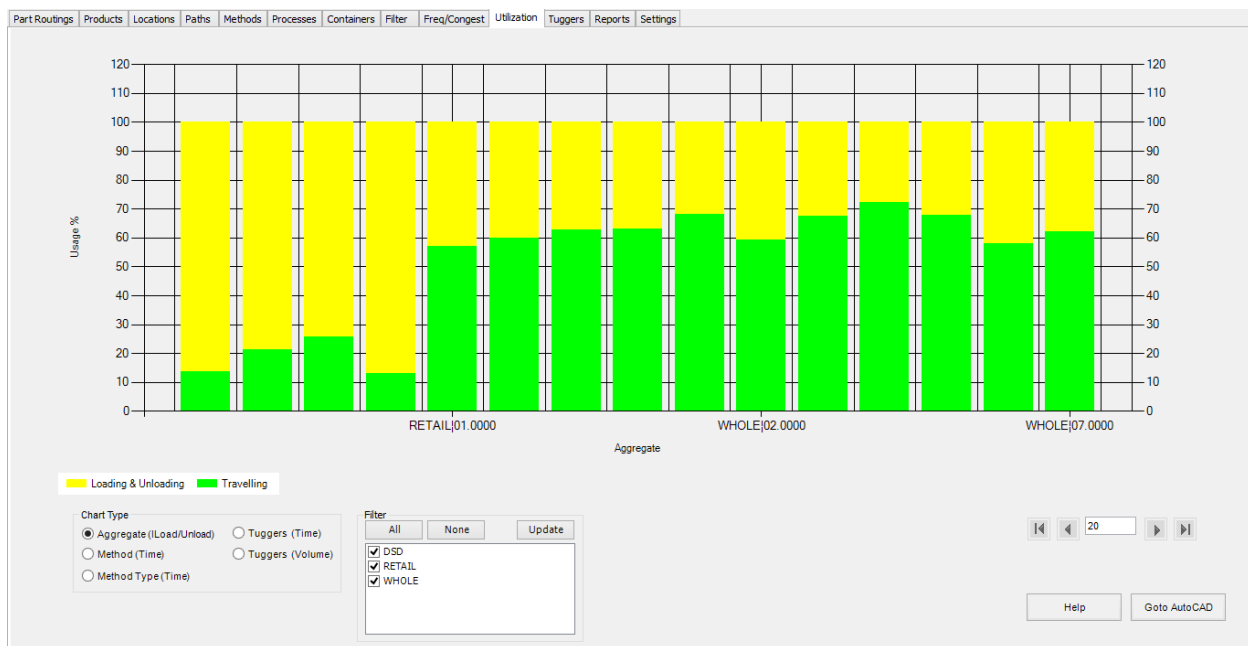 Part Routings Products Locations Paths Methods Processes Containers Filter Freq/Congest Utilization Tuggers Reports Settings
120 120
110 110
100 100
90 90
80 80
70 70
60 60
50 50
40 40
30 30
20 20
10 10
0 0
Usage %
RETAIL|01.0000 WHOLE|02.0000 WHOLE|07.0000
Aggregate
Loading & Unloading Travelling
Chart Type
Aggregate (lLoad/Unload) Tuggers (Time)
Method (Time) Tuggers (Volume)
Method Type (Time)
Filter
All None Update
DSD
RETAIL
WHOLE
20
Help Goto AutoCAD